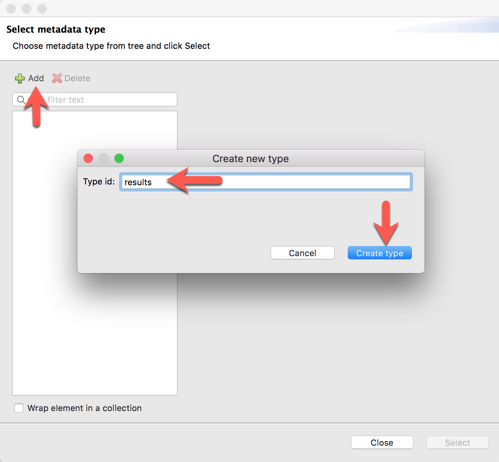 Select metadata type
Choose metadata type from tree and click Select
Add Delete
filter text
Create new type
Type id: results
Cancel Create type
Wrap element in a collection
Close Select